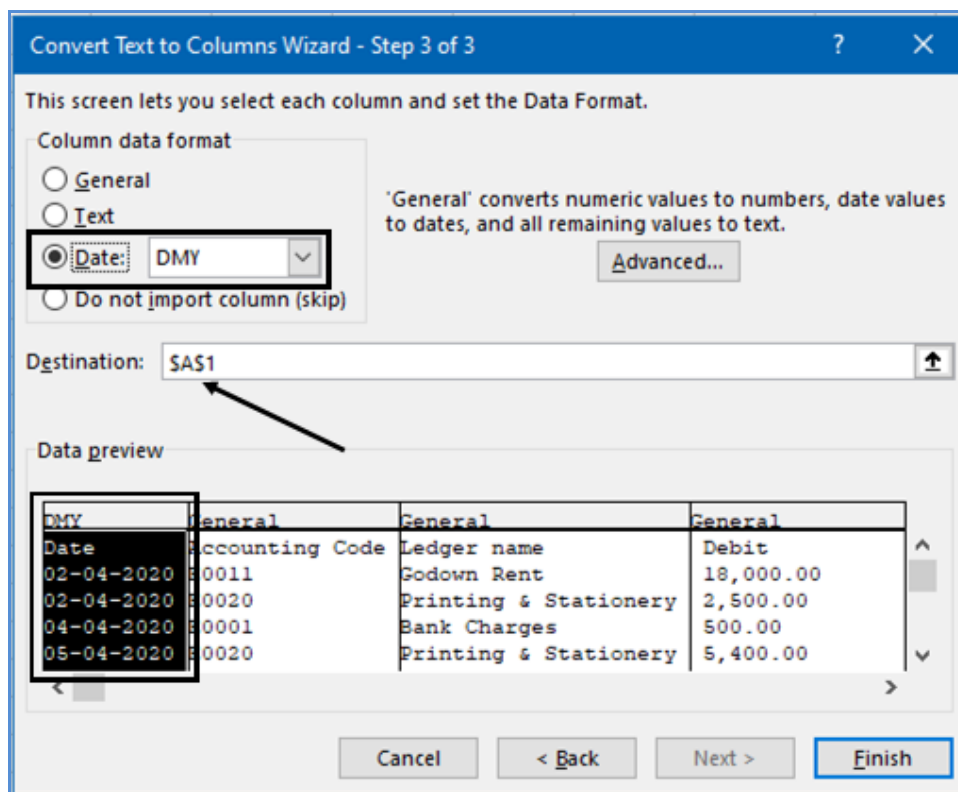 Convert Text to Columns Wizard - Step 3 of 3 ? ×
This screen lets you select each column and set the Data Format.
Column data format
General
Text
Date: DMY
Do not import column (skip)
'General' converts numeric values to numbers, date values
to dates, and all remaining values to text.
Advanced...
Destination: $A$1
Data preview
DMY General General General
Date Accounting Code Ledger name Debit
02-04-2020 0011 Godown Rent 18,000.00
02-04-2020 0020 Printing & Stationery 2,500.00
04-04-2020 0001 Bank Charges 500.00
05-04-2020 0020 Printing & Stationery 5,400.00
Cancel < Back Next > Finish